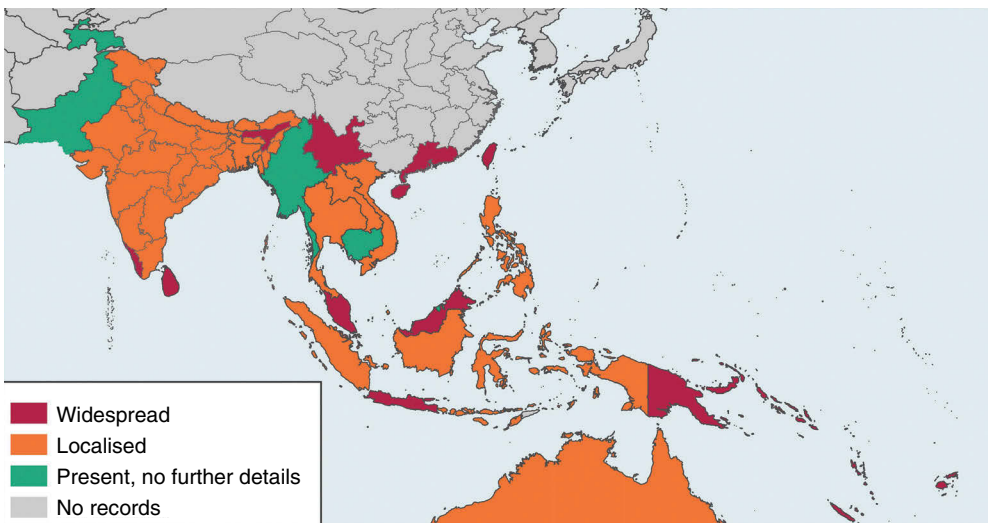 Widespread
Localised
Present, no further details
No records